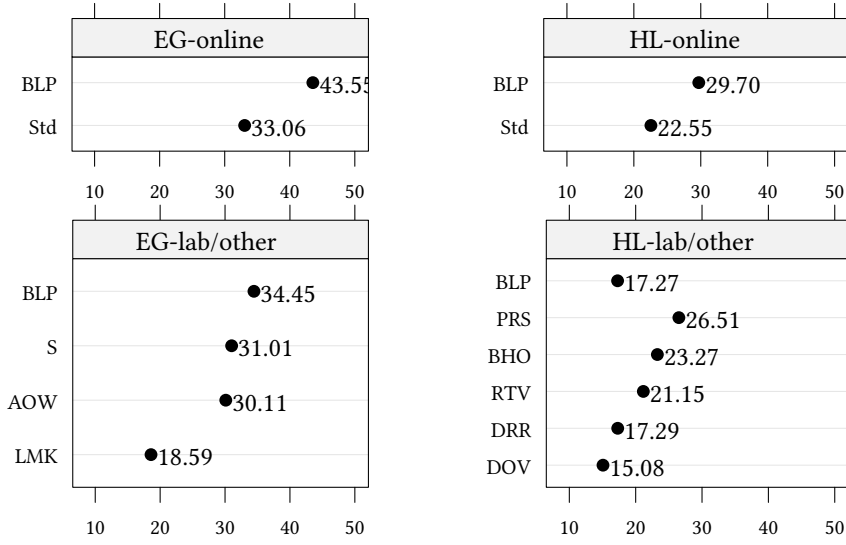 EG-online
BLP 43.55
Std 33.06
10 20 30 40 50
HL-online
BLP 29.70
Std 22.55
10 20 30 40 50
EG-lab/other
BLP 34.45
S 31.01
AOW 30.11
LMK 18.59
10 20 30 40 50
HL-lab/other
BLP 17.27
PRS 26.51
BHO 23.27
RTV 21.15
DRR 17.29
DOV 15.08
10 20 30 40 50